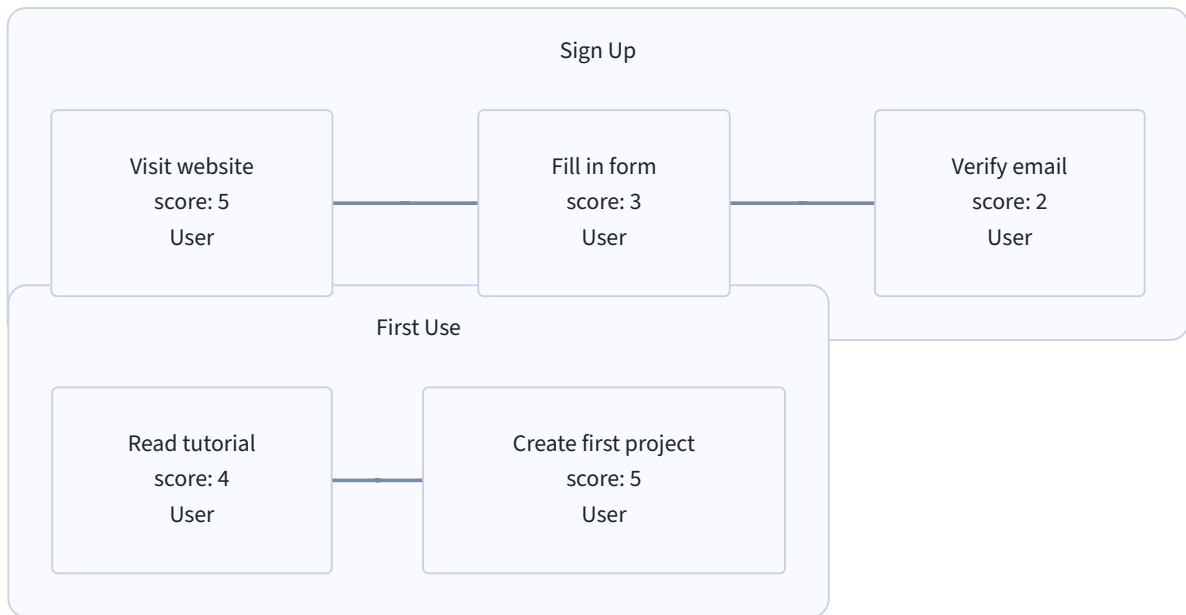 Sign Up
Visit website
score: 5
User
Fill in form
score: 3
User
Verify email
score: 2
User
First Use
Read tutorial
score: 4
User
Create first project
score: 5
User